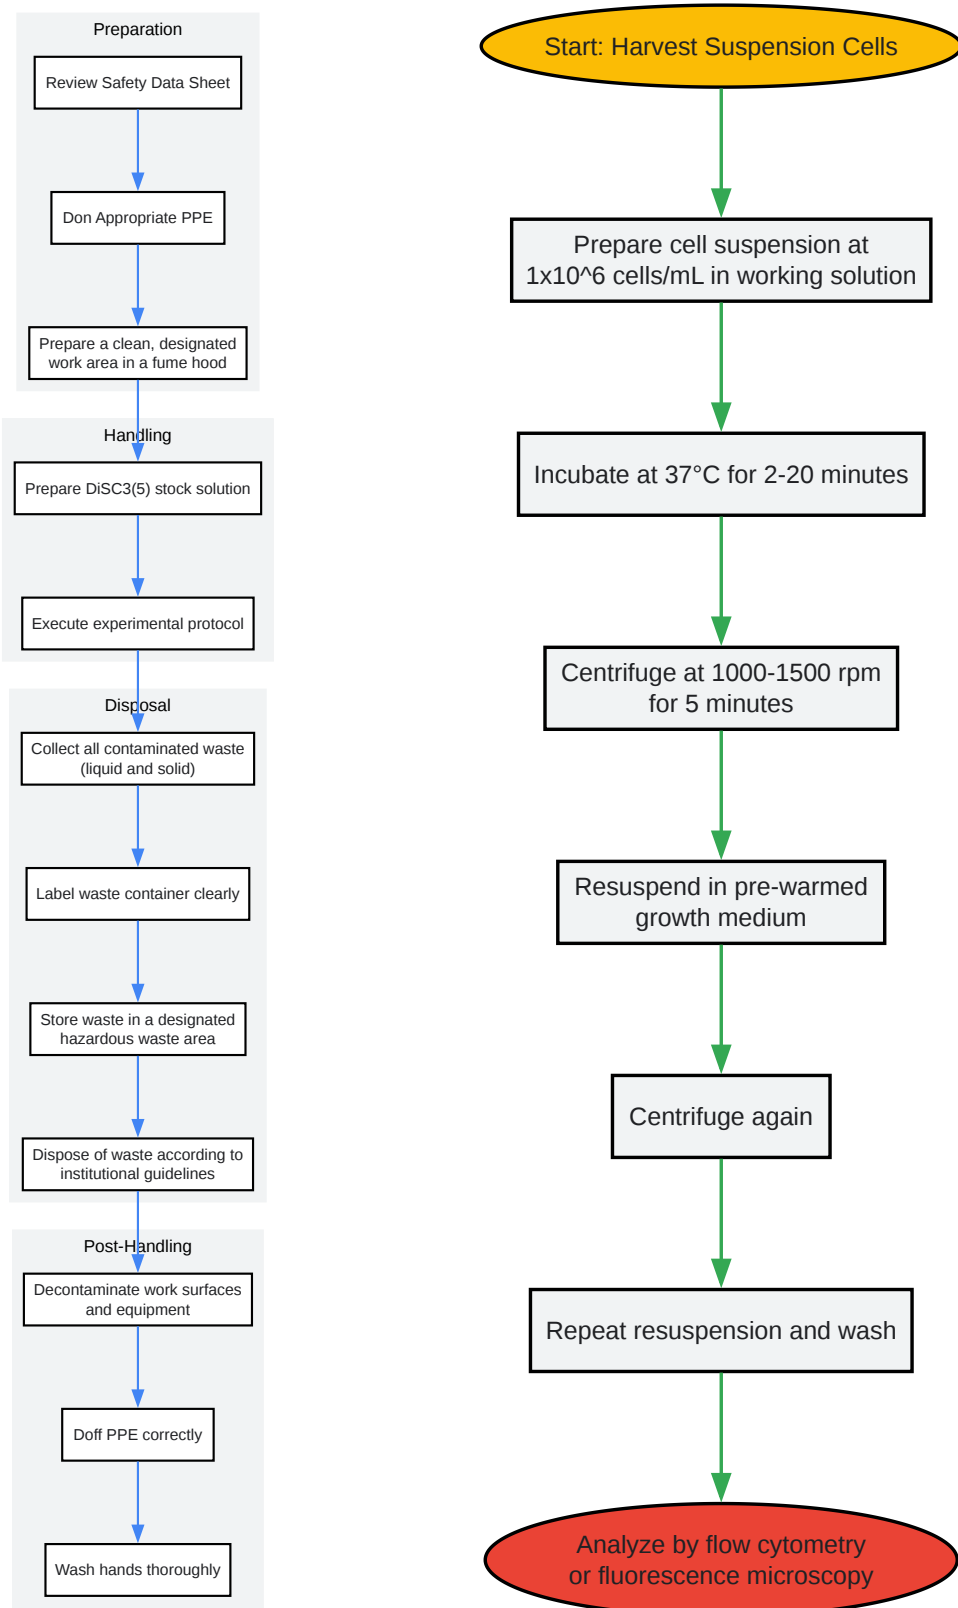 Preparation
Review Safety Data Sheet
Don Appropriate PPE
Prepare a clean, designated
work area in a fume hood
Handling
Prepare DiSC3(5) stock solution
Execute experimental protocol
Disposal
Collect all contaminated waste
(liquid and solid)
Label waste container clearly
Store waste in a designated
hazardous waste area
Dispose of waste according to
institutional guidelines
Post-Handling
Decontaminate work surfaces
and equipment
Doff PPE correctly
Wash hands thoroughly
Start: Harvest Suspension Cells
Prepare cell suspension at
1x10^6 cells/mL in working solution
Incubate at 37°C for 2-20 minutes
Centrifuge at 1000-1500 rpm
for 5 minutes
Resuspend in pre-warmed
growth medium
Centrifuge again
Repeat resuspension and wash
Analyze by flow cytometry
or fluorescence microscopy